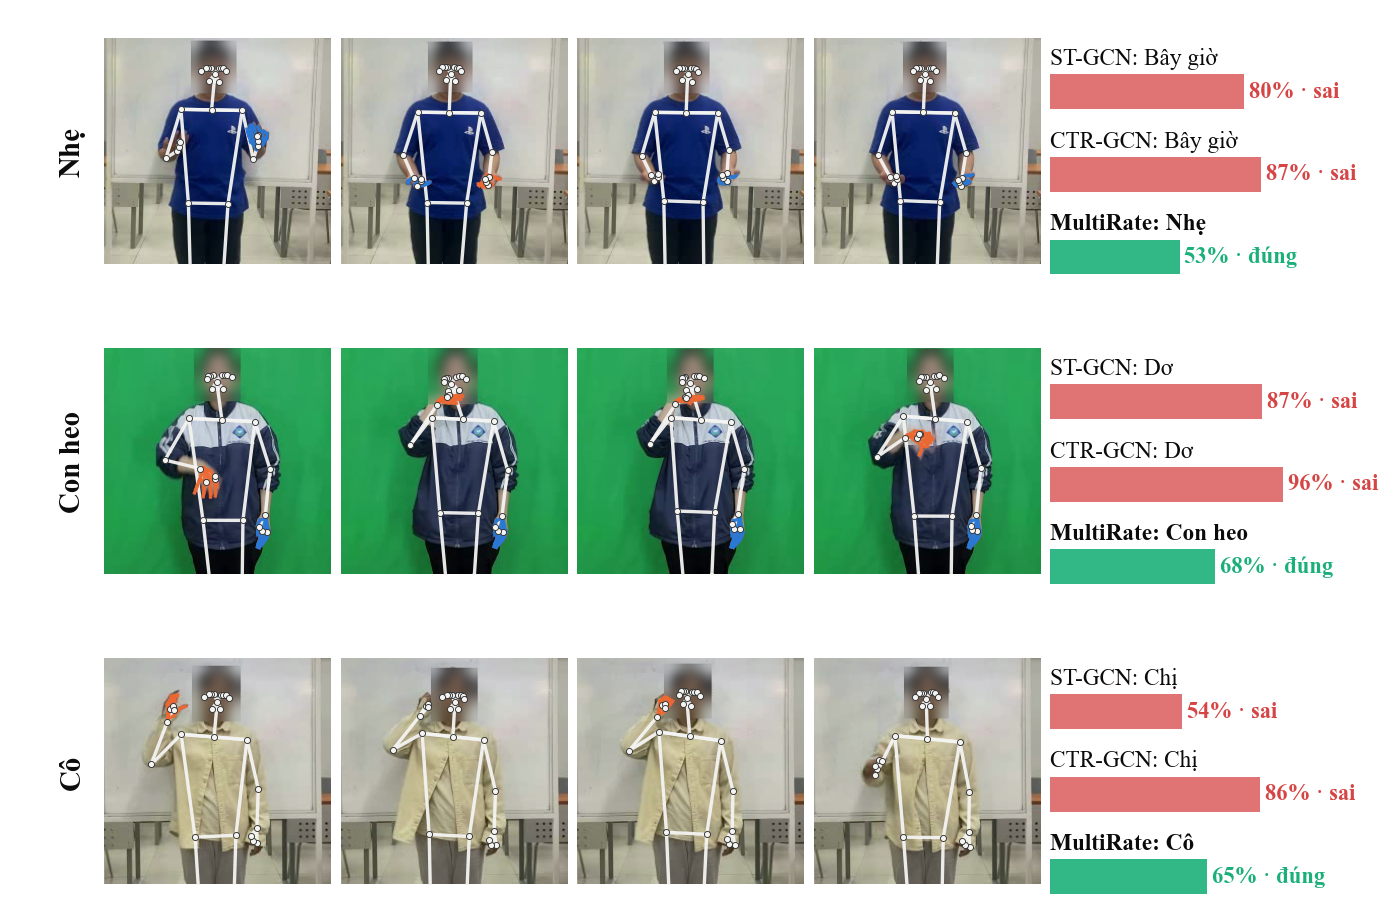 Nhẹ
ST-GCN: Bây giờ
80% · sai
CTR-GCN: Bây giờ
87% · sai
MultiRate: Nhẹ
53% · đúng
Con heo
ST-GCN: Dơ
87% · sai
CTR-GCN: Dơ
96% · sai
MultiRate: Con heo
68% · đúng
Cô
ST-GCN: Chị
54% · sai
CTR-GCN: Chị
86% · sai
MultiRate: Cô
65% · đúng